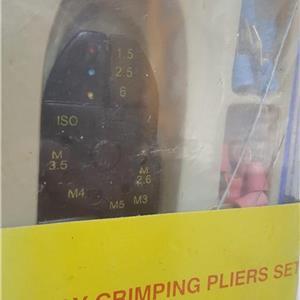 1.5
2.5
6
ISO
M
3.5
M
2.6
M4
M5
M3
CRIMPING PLIERS SET